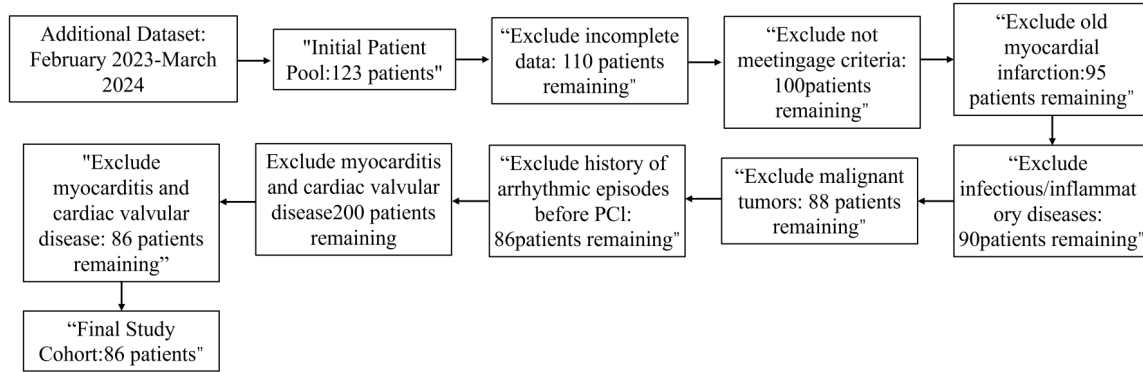 Additional Dataset:
February 2023-March
2024
"Initial Patient
Pool:123 patients"
“Exclude incomplete
data: 110 patients
remaining”
“Exclude not
meetingage criteria:
100patients
remaining”
“Exclude old
myocardial
infarction:95
patients remaining”
“Exclude
infectious/inflammat
ory diseases:
90patients remaining”
“Exclude malignant
tumors: 88 patients
remaining”
“Exclude history of
arrhythmic episodes
before PCl:
86patients remaining”
Exclude myocarditis
and cardiac valvular
disease200 patients
remaining
"Exclude
myocarditis and
cardiac valvular
disease: 86 patients
remaining”
“Final Study
Cohort:86 patients”